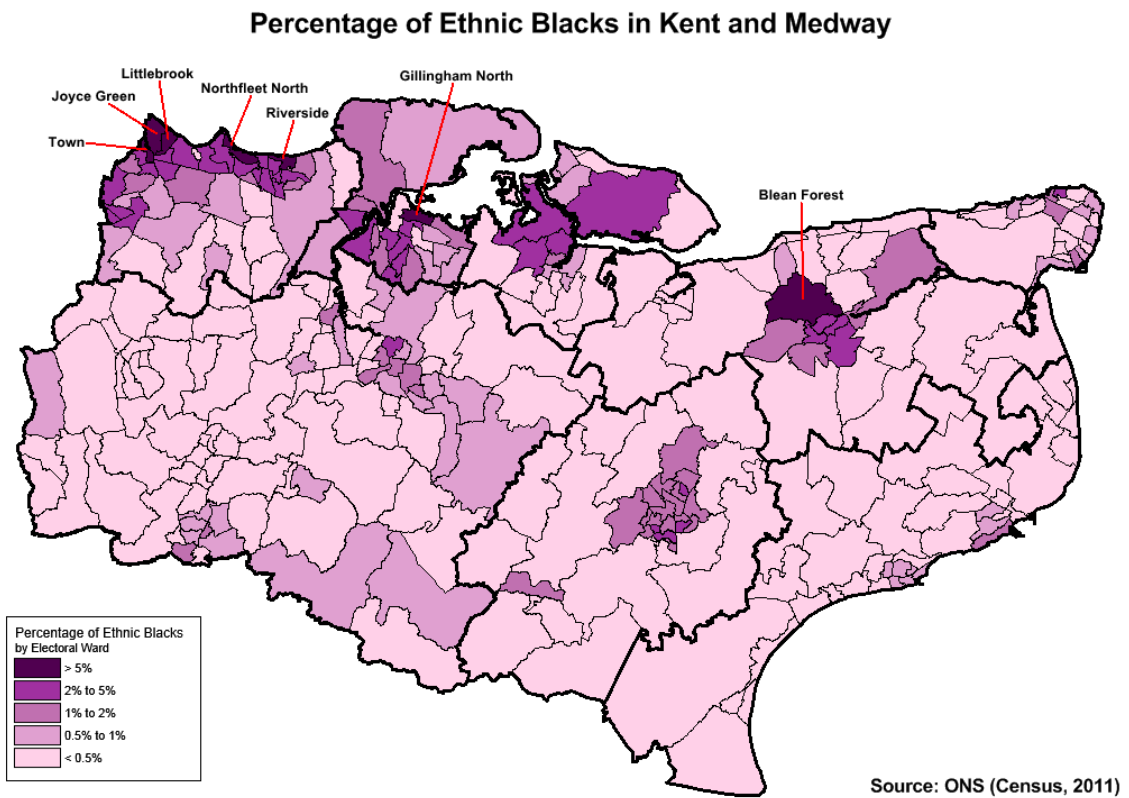 Percentage of Ethnic Blacks in Kent and Medway
Littlebrook
Gillingham North
Joyce Green
Northfleet North
Riverside
Town
Blean Forest
Percentage of Ethnic Blacks
by Electoral Ward
> 5%
2% to 5%
1% to 2%
0.5% to 1%
< 0.5%
Source: ONS (Census, 2011)